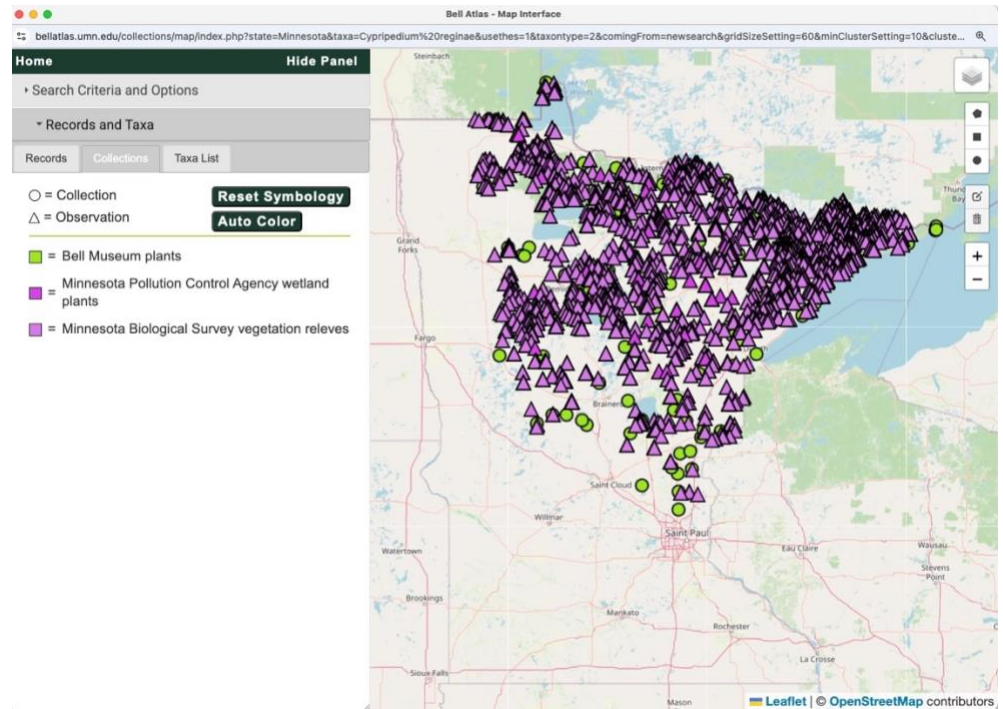 Bell Atlas - Map Interface
bellatlas.umn.edu/collections/map/index.php?state=Minnesota&taxa=Cypripedium%20reginae&usethes=1&taxontype=2&comingFrom=newsearch&gridSizeSetting=60&minClusterSetting=10&cluste...
Home Hide Panel
Search Criteria and Options
Records and Taxa
Records Collections Taxa List
= Collection Reset Symbology
= Observation Auto Color
= Bell Museum plants
= Minnesota Pollution Control Agency wetland
plants
= Minnesota Biological Survey vegetation releves
Steinbach
Grand
Forks
Fargo
Brainerd
Saint Cloud
Willmar
Saint Paul
Watertown
Eau Claire
Wausau
Stevens
Point
Brookings
Mankato
Rochester
La Crosse
Sioux Falls
Mason
+
−
Leaflet | © OpenStreetMap contributors